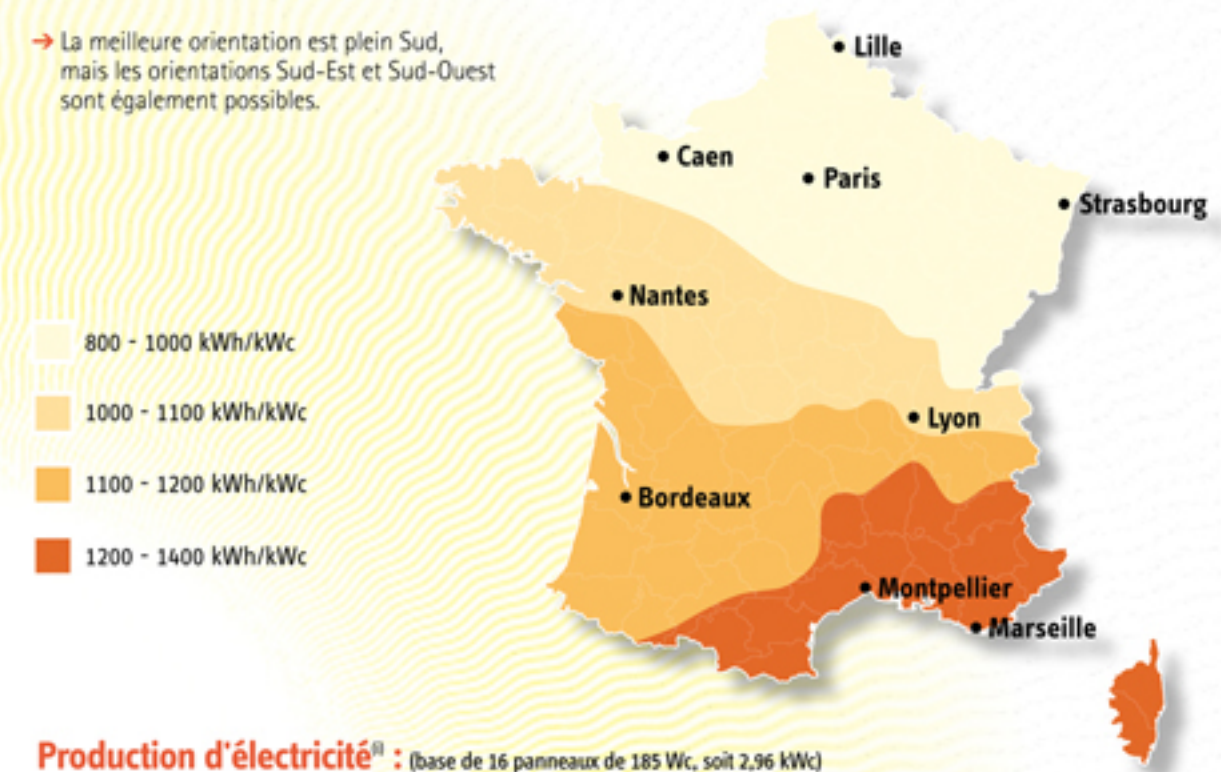 → La meilleure orientation est plein Sud,
mais les orientations Sud-Est et Sud-Ouest
sont également possibles.
Lille
Caen
Paris
Strasbourg
Nantes
800 - 1000 kWh/kWc
1000 - 1100 kWh/kWc
Lyon
1100 - 1200 kWh/kWc
Bordeaux
1200 - 1400 kWh/kWc
Montpellier
Marseille
Production d'électricité : (base de 16 panneaux de 185 Wc, soit 2,96 kWc)